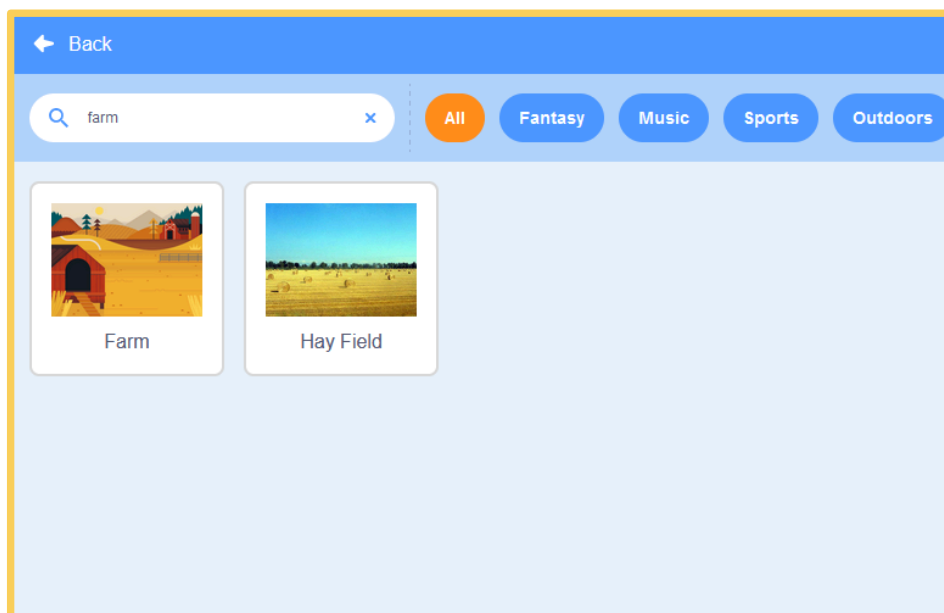 Back
farm
All
Fantasy
Music
Sports
Outdoors
Farm
Hay Field